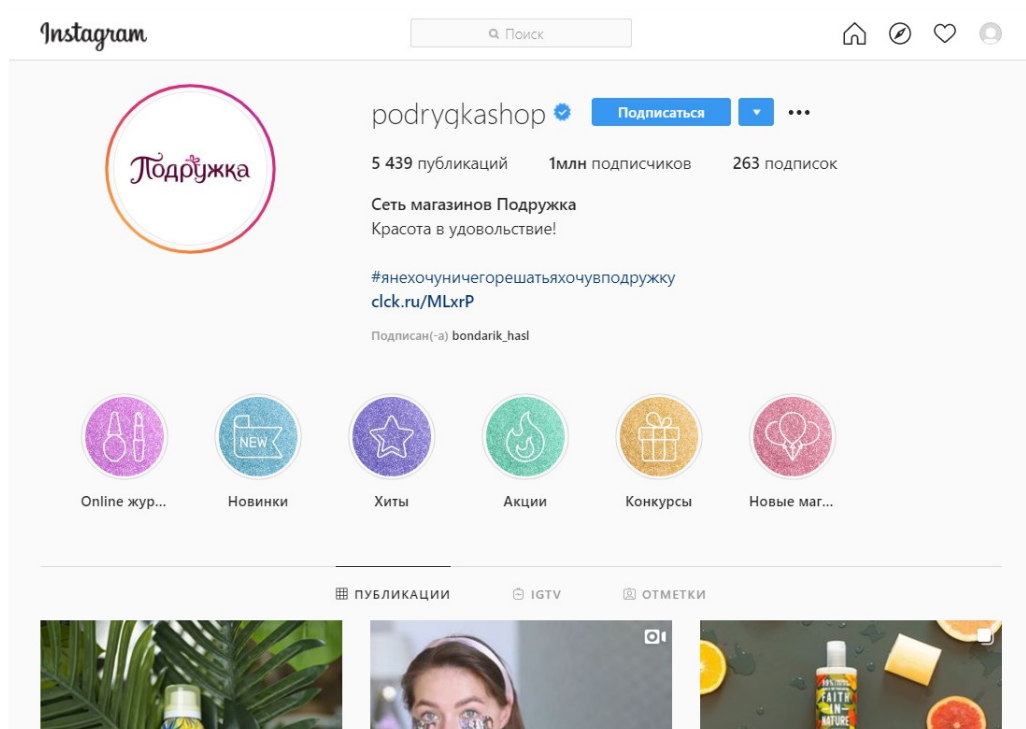 Instagram
Поиск
Подружка
podrygkashop
Подписаться
5 439 публикаций 1млн подписчиков 263 подписок
Сеть магазинов Подружка
Красота в удовольствие!
#янехочуничегорешатьяхочувподружку
clck.ru/MLxrP
Подписан(-а) bondarik_hasl
NEW
Online жур... Новинки Хиты Акции Конкурсы Новые маг...
ПУБЛИКАЦИИ IGTV ОТМЕТКИ
FAITH
IN
NATURE